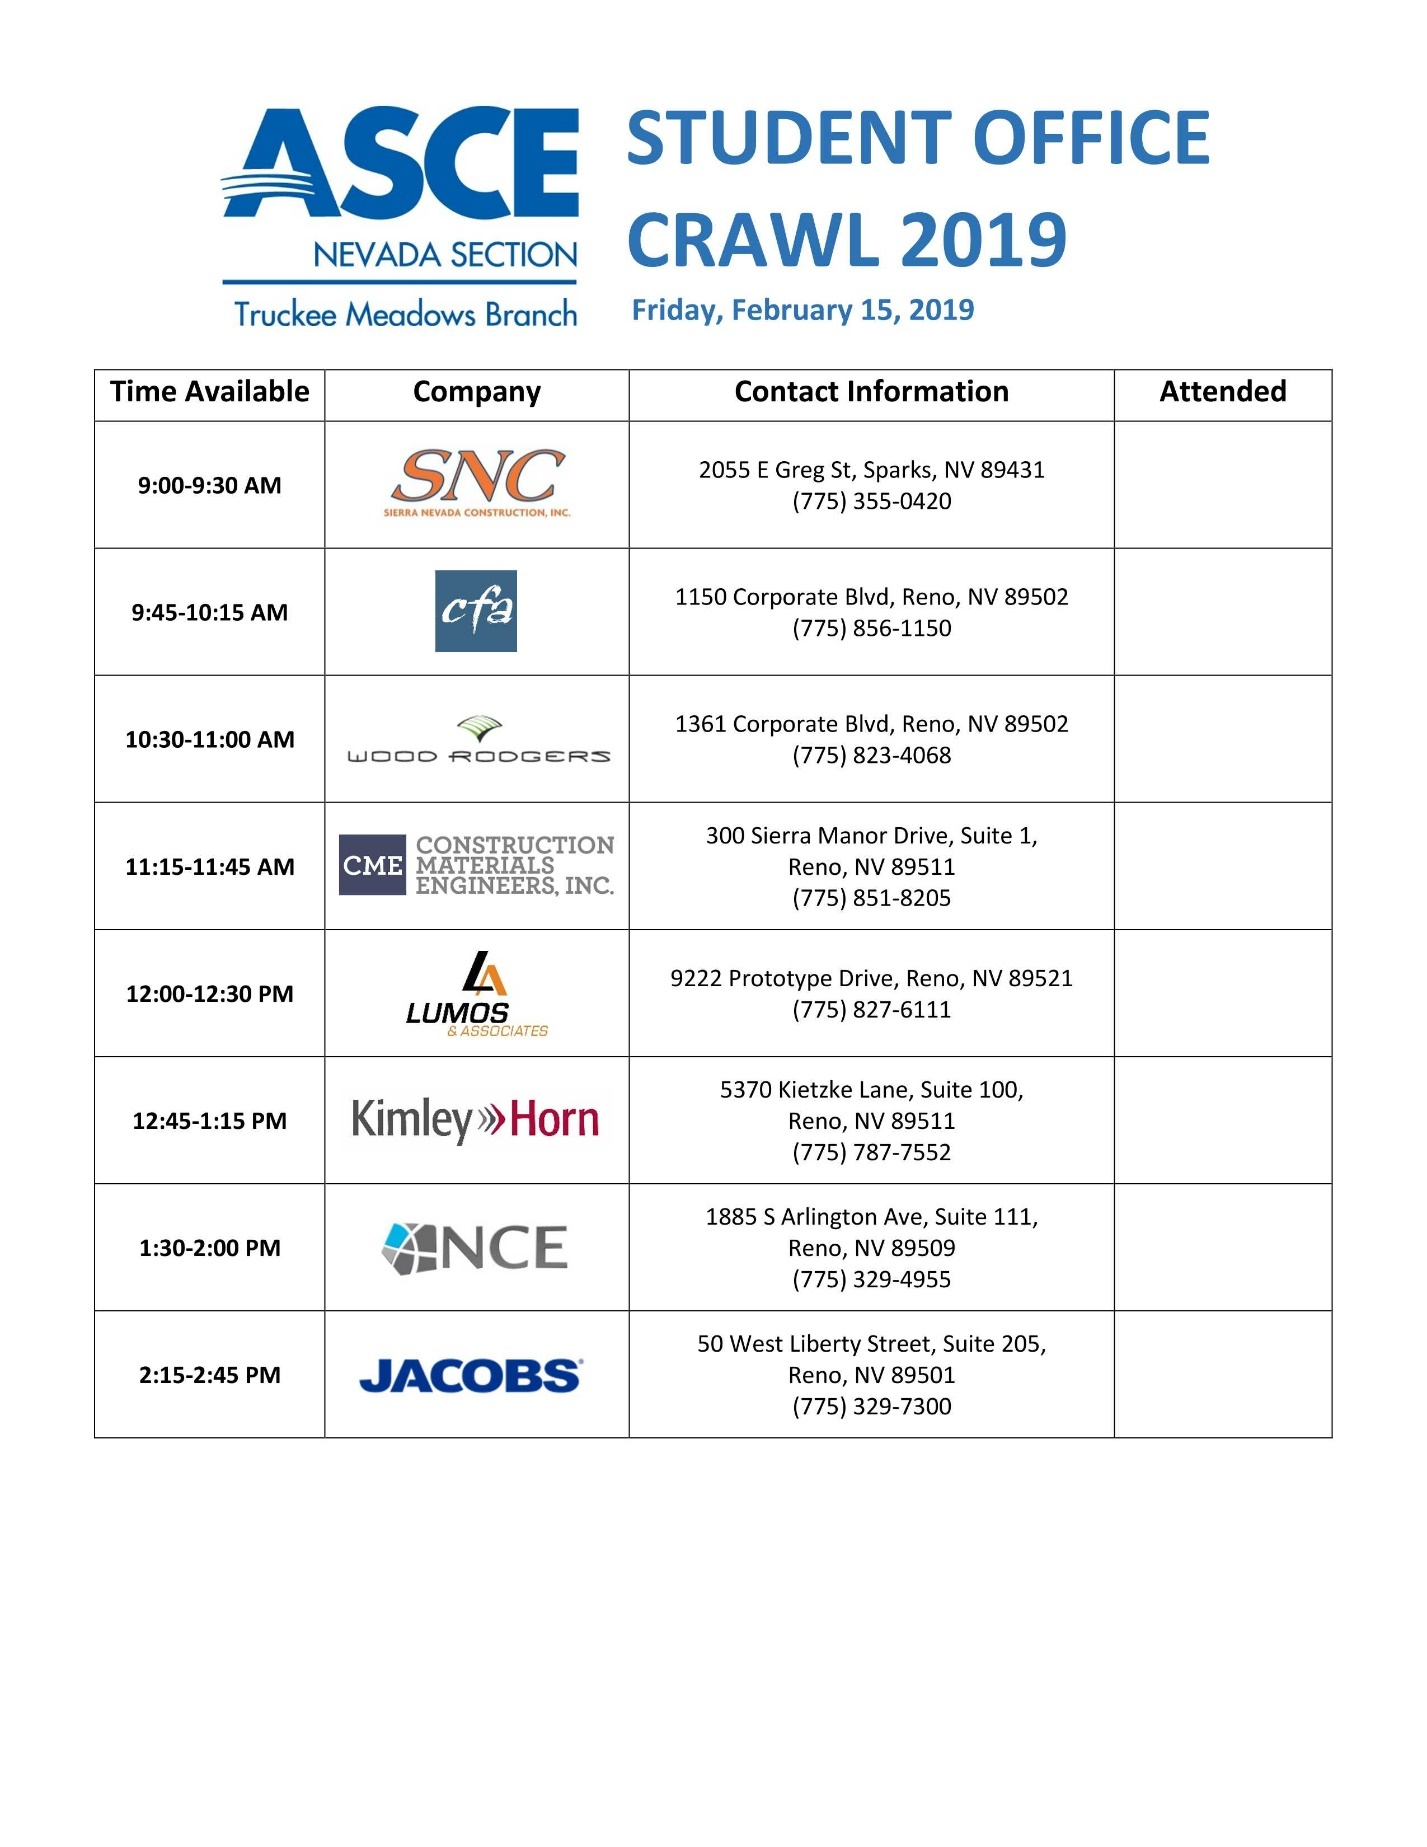 ASCE
NEVADA SECTION
Truckee Meadows Branch
STUDENT OFFICE
CRAWL 2019
Friday, February 15, 2019
Time Available Company Contact Information Attended
9:00-9:30 AM
SNC
SIERRA NEVADA CONSTRUCTION, INC.
2055 E Greg St, Sparks, NV 89431
(775) 355-0420
9:45-10:15 AM
cfa
1150 Corporate Blvd, Reno, NV 89502
(775) 856-1150
10:30-11:00 AM
WOOD RODGERS
1361 Corporate Blvd, Reno, NV 89502
(775) 823-4068
11:15-11:45 AM
CME
CONSTRUCTION
MATERIALS
ENGINEERS, INC.
300 Sierra Manor Drive, Suite 1,
Reno, NV 89511
(775) 851-8205
12:00-12:30 PM
LA
LUMOS
& ASSOCIATES
9222 Prototype Drive, Reno, NV 89521
(775) 827-6111
12:45-1:15 PM
Kimley»Horn
5370 Kietzke Lane, Suite 100,
Reno, NV 89511
(775) 787-7552
1:30-2:00 PM
NCE
1885 S Arlington Ave, Suite 111,
Reno, NV 89509
(775) 329-4955
2:15-2:45 PM
JACOBS®
50 West Liberty Street, Suite 205,
Reno, NV 89501
(775) 329-7300